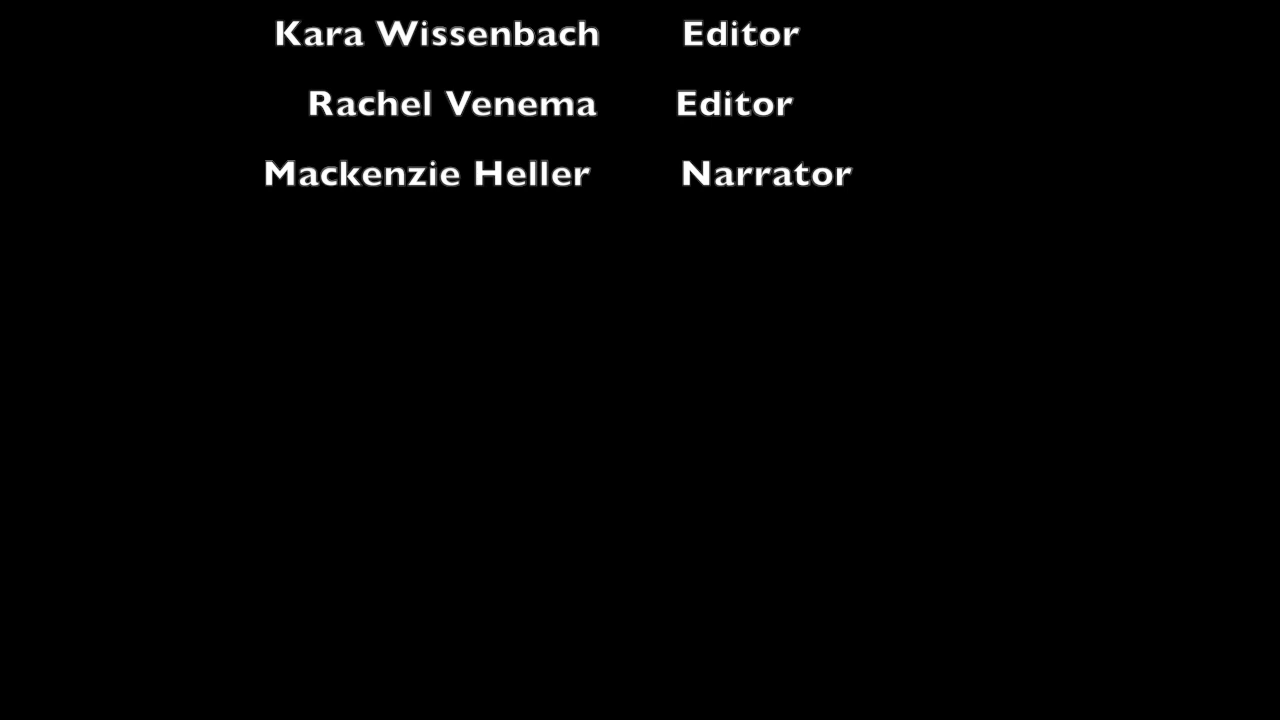 Kara Wissenbach Editor
Rachel Venema Editor
Mackenzie Heller Narrator